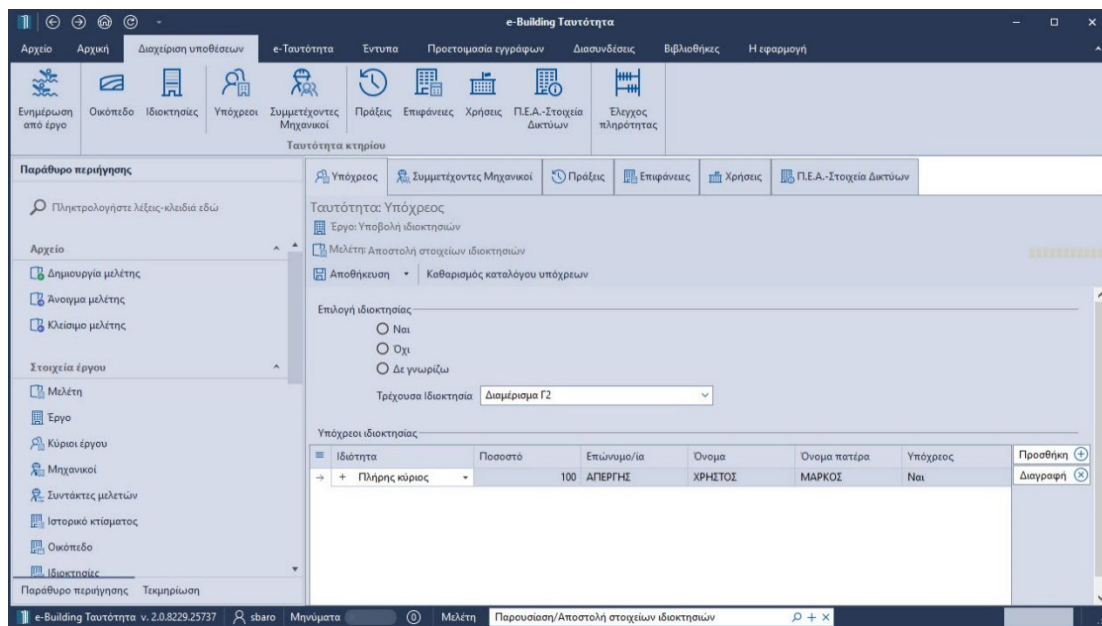 e-Building Ταυτότητα
Αρχείο Αρχική Διαχείριση υποθέσεων e-Ταυτότητα Έντυπα Προετοιμασία εγγράφων Διασυνδέσεις Βιβλιοθήκες Η εφαρμογή
Ενημέρωση από έργο
Οικόπεδο
Ιδιοκτησίες
Υπόχρεοι
Συμμετέχοντες Μηχανικοί
Πράξεις
Επιφάνειες
Χρήσεις
Π.Ε.Α.-Στοιχεία Δικτύων
Έλεγχος πληρότητας
Ταυτότητα κτηρίου
Παράθυρο περιήγησης
Πληκτρολογήστε λέξεις-κλειδιά εδώ
Αρχείο
Δημιουργία μελέτης
Άνοιγμα μελέτης
Κλείσιμο μελέτης
Στοιχεία έργου
Μελέτη
Έργο
Κύριοι έργου
Μηχανικοί
Συντάκτες μελετών
Ιστορικό κτίσματος
Οικόπεδο
Ιδιοκτησίες
Παράθυρο περιήγησης Τεκμηρίωση
Υπόχρεος Συμμετέχοντες Μηχανικοί Πράξεις Επιφάνειες Χρήσεις Π.Ε.Α.-Στοιχεία Δικτύων
Ταυτότητα: Υπόχρεος
Έργο: Υποβολή ιδιοκτησιών
Μελέτη: Αποστολή στοιχείων ιδιοκτησιών
Αποθήκευση Καθαρισμός καταλόγου υπόχρεων
Επιλογή ιδιοκτησίας
Ναι
Όχι
Δε γνωρίζω
Τρέχουσα Ιδιοκτησία Διαμέρισμα Γ2
Υπόχρεοι ιδιοκτησίας
Ιδιότητα Ποσοστό Επώνυμο/ία Όνομα Όνομα πατέρα Υπόχρεος Προσθήκη
+ Πλήρης κύριος 100 ΑΠΕΡΓΗΣ ΧΡΗΣΤΟΣ ΜΑΡΚΟΣ Ναι Διαγραφή
e-Building Ταυτότητα v. 2.0.8229.25737 sbaro Μηνύματα 0 Μελέτη Παρουσίαση/Αποστολή στοιχείων ιδιοκτησιών